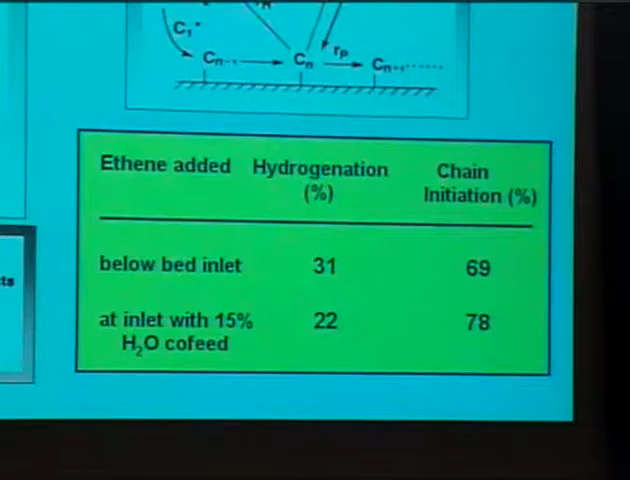 C₁*
rₚ
Cₙ₋₁ Cₙ Cₙ₊₁......
Ethene added Hydrogenation (%) Chain Initiation (%)
below bed inlet 31 69
at inlet with 15% 22 78
H₂O cofeed
ts